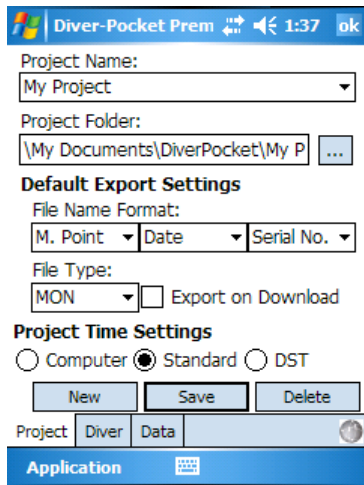 Diver-Pocket Prem 1:37 ok
Project Name:
My Project
Project Folder:
\My Documents\DiverPocket\My P ...
Default Export Settings
File Name Format:
M. Point Date Serial No.
File Type:
MON Export on Download
Project Time Settings
Computer Standard DST
New Save Delete
Project Diver Data
Application